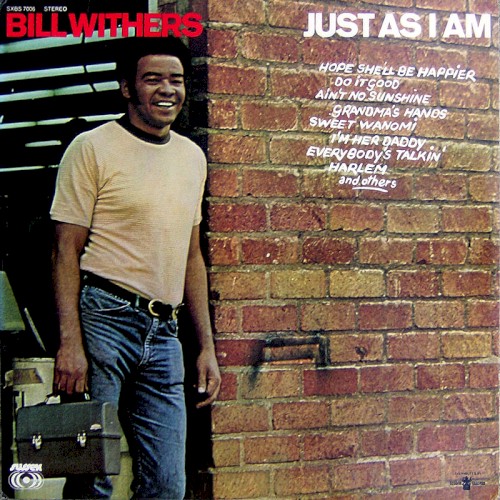 SXBS 7006 STEREO
BILL WITHERS
JUST AS I AM
HOPE SHE'LL BE HAPPIER
DO IT GOOD
AIN'T NO SUNSHINE
GRANDMA'S HANDS
SWEET WANOMI
I'M HER DADDY
EVERYBODY'S TALKIN'
HARLEM
and others
SUSSEX